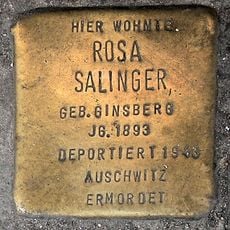 HIER WOHNTE
ROSA
SALINGER
GEB. GINSBERG
JG. 1893
DEPORTIERT 1943
AUSCHWITZ
ERMORDET